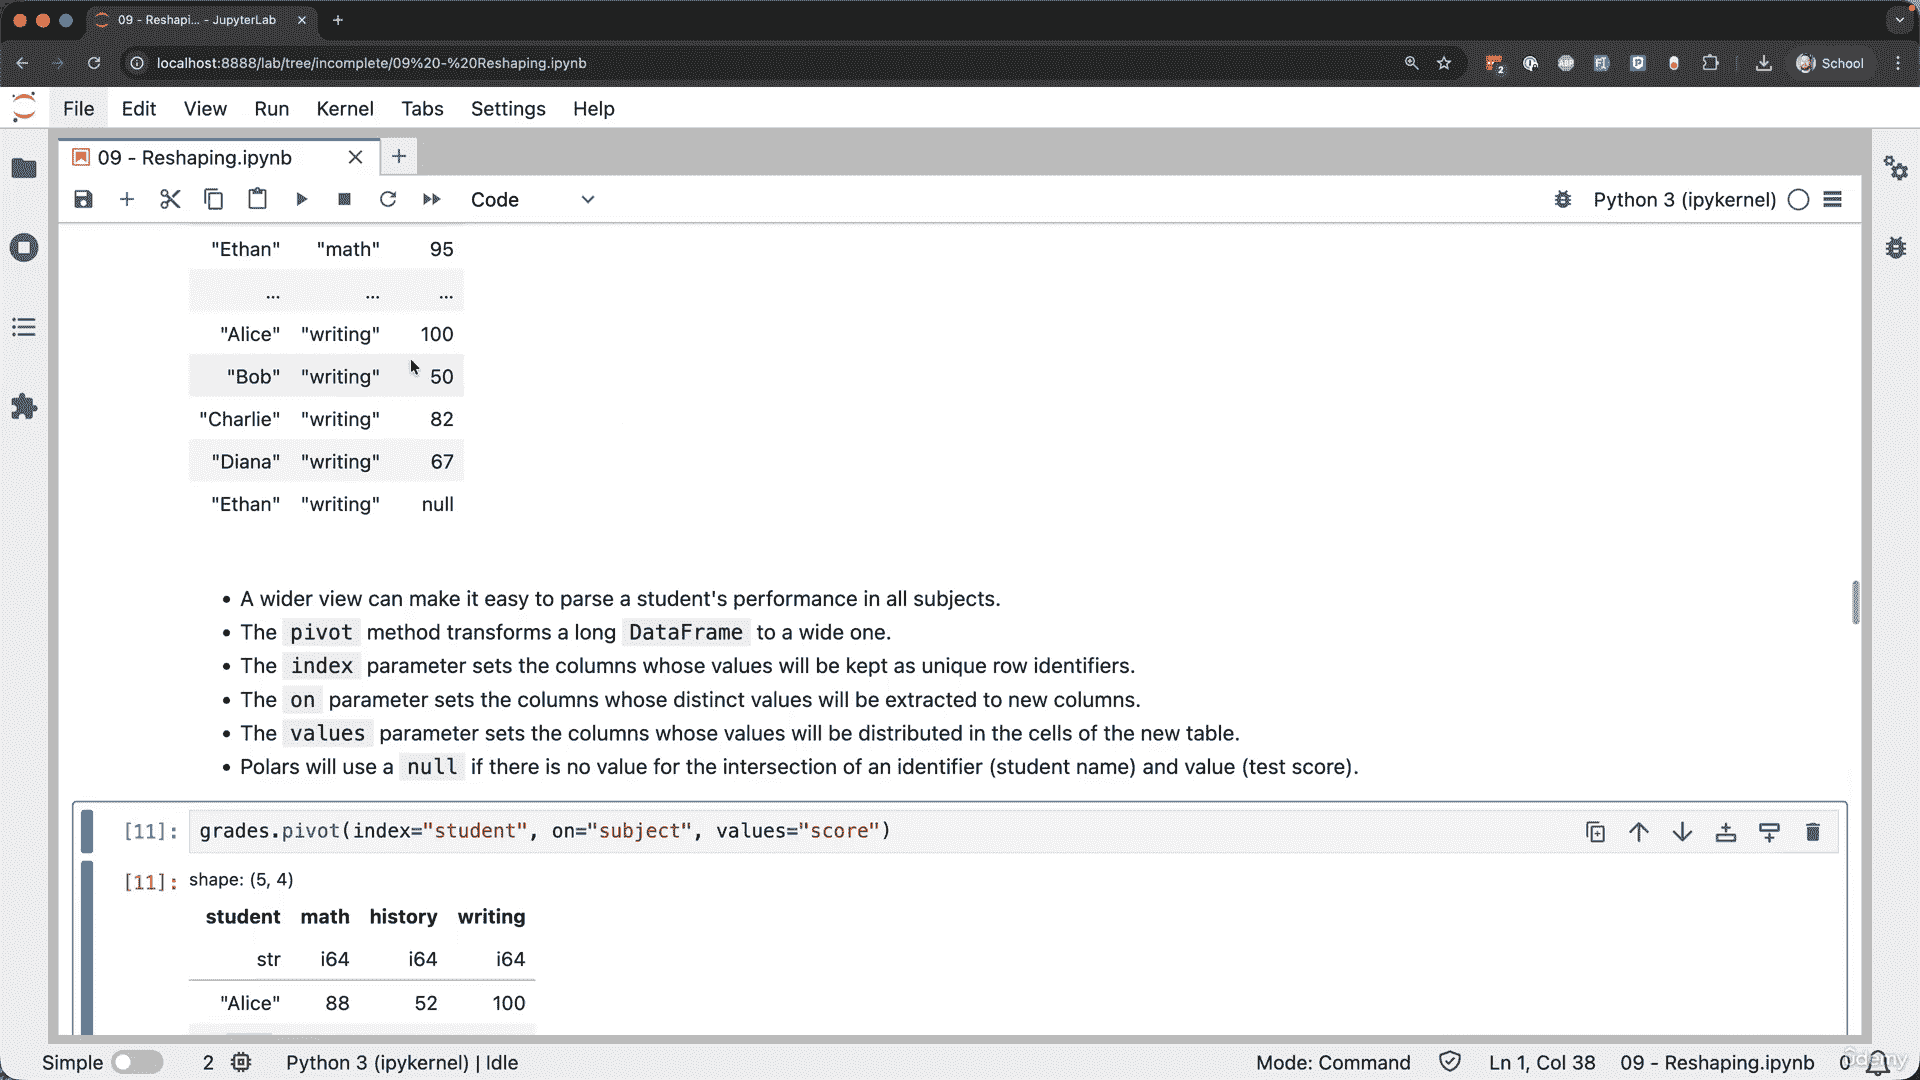 09 - Reshapi... - JupyterLab
localhost:8888/lab/tree/incomplete/09%20-%20Reshaping.ipynb
2
ABP
School
File Edit View Run Kernel Tabs Settings Help
09 - Reshaping.ipynb
Code
Python 3 (ipykernel)
"Ethan" "math" 95
... ... ...
"Alice" "writing" 100
"Bob" "writing" 50
"Charlie" "writing" 82
"Diana" "writing" 67
"Ethan" "writing" null
• A wider view can make it easy to parse a student's performance in all subjects.
• The pivot method transforms a long DataFrame to a wide one.
• The index parameter sets the columns whose values will be kept as unique row identifiers.
• The on parameter sets the columns whose distinct values will be extracted to new columns.
• The values parameter sets the columns whose values will be distributed in the cells of the new table.
• Polars will use a null if there is no value for the intersection of an identifier (student name) and value (test score).
[11]: grades.pivot(index="student", on="subject", values="score")
[11]: shape: (5, 4)
student math history writing
str i64 i64 i64
"Alice" 88 52 100
Simple 2 Python 3 (ipykernel) | Idle Mode: Command Ln 1, Col 38 09 - Reshaping.ipynb 0
Udemy